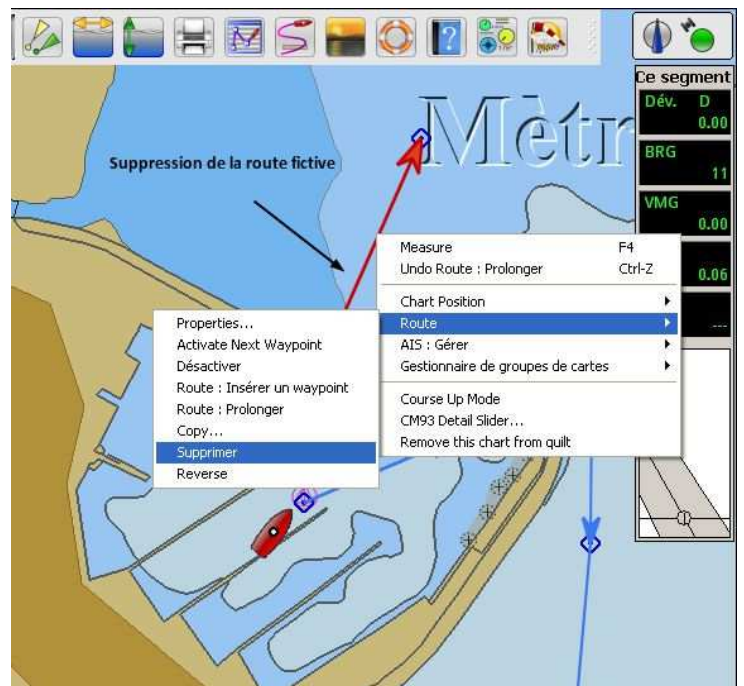 Ce segment
Dév. D
0.00
BRG
11
VMG
0.00
0.06
---
Mètr
Suppression de la route fictive
Measure F4
Undo Route : Prolonger Ctrl-Z
Chart Position
Route
AIS : Gérer
Gestionnaire de groupes de cartes
Course Up Mode
CM93 Detail Slider...
Remove this chart from quilt
Properties...
Activate Next Waypoint
Désactiver
Route : Insérer un waypoint
Route : Prolonger
Copy...
Supprimer
Reverse